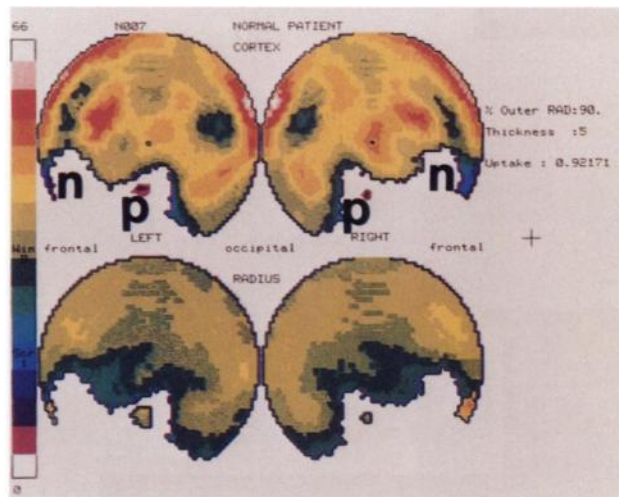 66 N007 NORMAL PATIENT
CORTEX
% Outer RAD:90.
Thickness :5
Uptake : 0.92171
n p p n
LEFT RIGHT
frontal occipital frontal
RADIUS
0